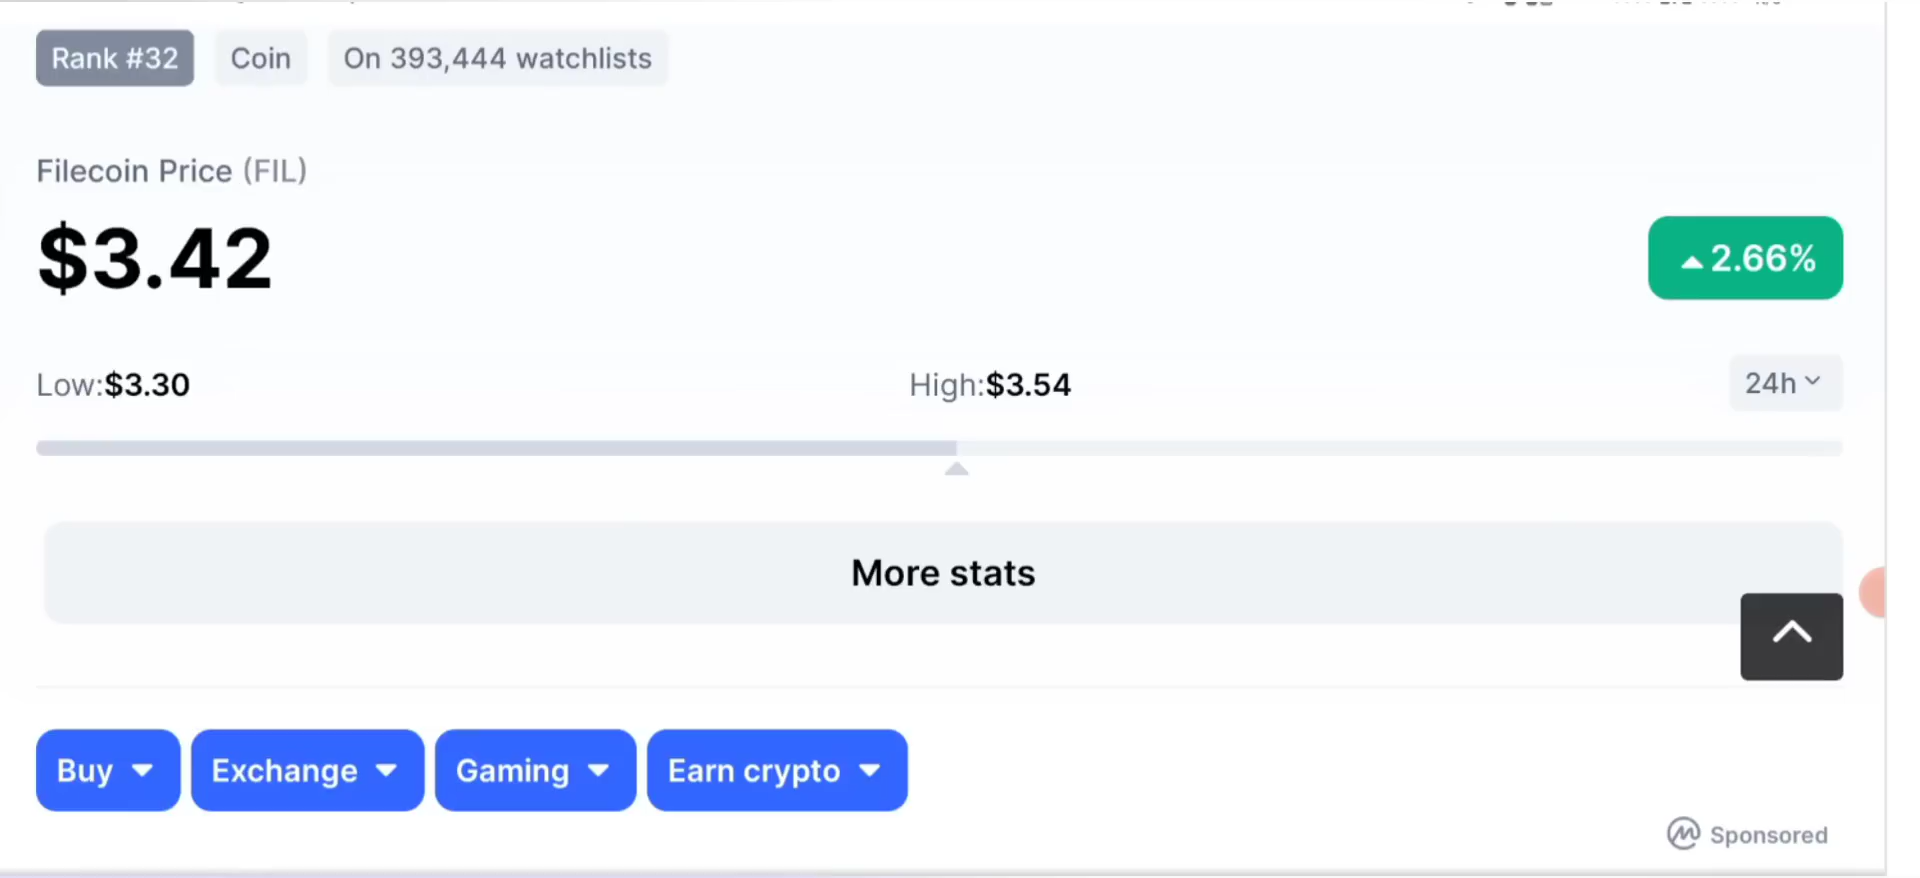 Rank #32 Coin On 393,444 watchlists
Filecoin Price (FIL)
$3.42
2.66%
Low:$3.30 High:$3.54 24h
More stats
Buy Exchange Gaming Earn crypto
Sponsored